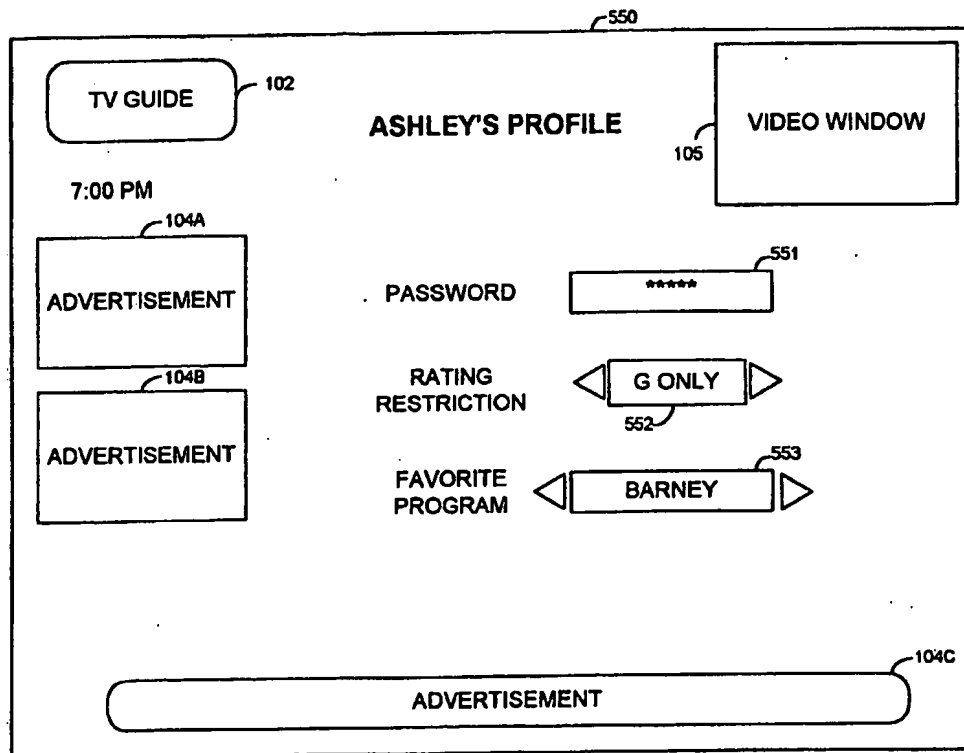 550
TV GUIDE
102
ASHLEY'S PROFILE
VIDEO WINDOW
105
7:00 PM
104A
ADVERTISEMENT
551
PASSWORD
*****
104B
ADVERTISEMENT
RATING
RESTRICTION
G ONLY
552
553
FAVORITE
PROGRAM
BARNEY
104C
ADVERTISEMENT